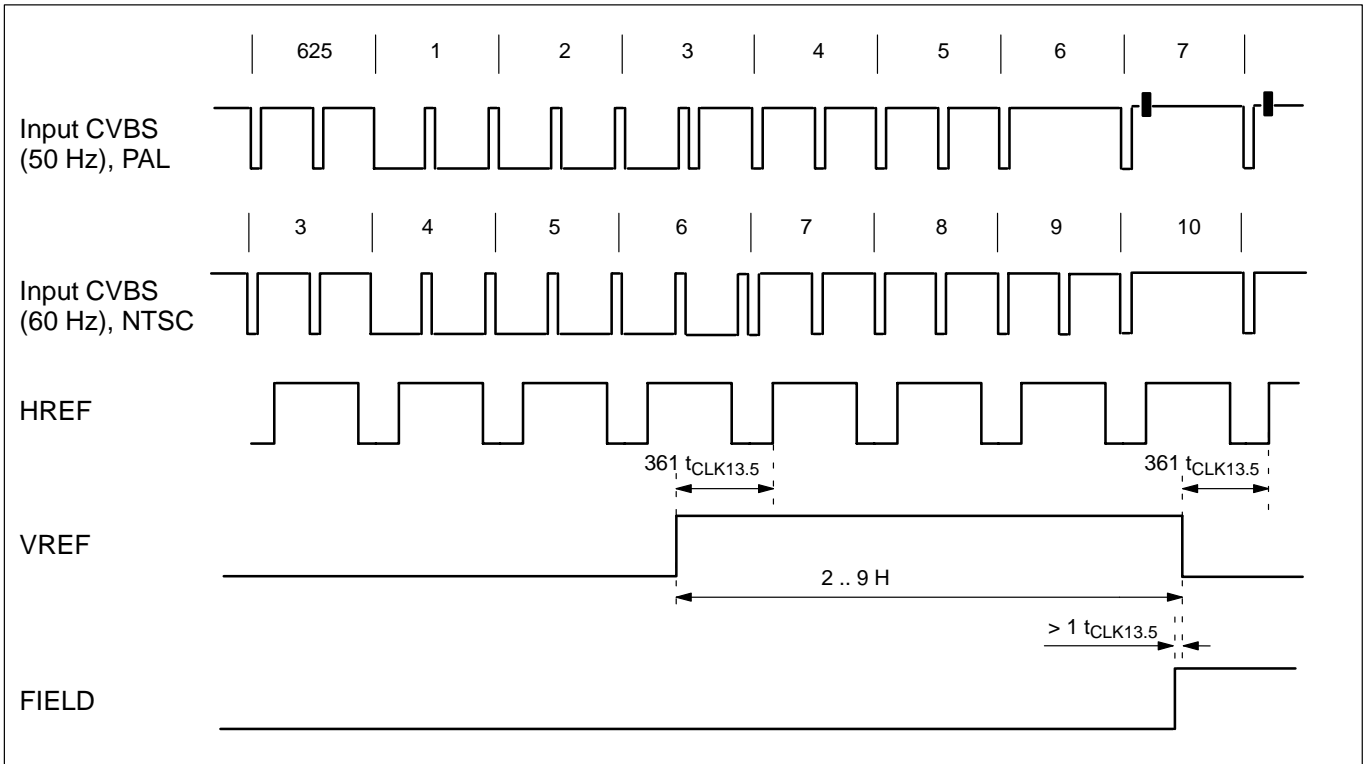 625 1 2 3 4 5 6 7
Input CVBS
(50 Hz), PAL
3 4 5 6 7 8 9 10
Input CVBS
(60 Hz), NTSC
HREF
361 tCLK13.5 361 tCLK13.5
VREF
2 .. 9 H
> 1 tCLK13.5
FIELD